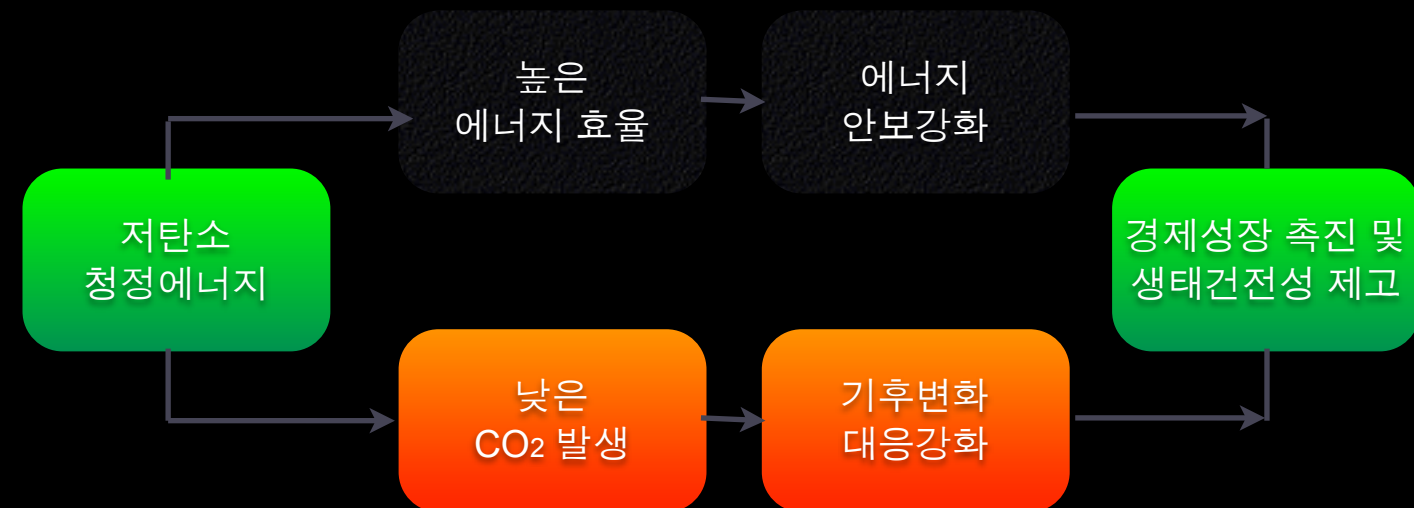 높은
에너지 효율
에너지
안보강화
저탄소
청정에너지
경제성장 촉진 및
생태건전성 제고
낮은
CO2 발생
기후변화
대응강화